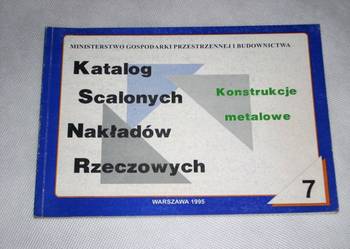 MINISTERSTWO GOSPODARKI PRZESTRZENNEJ I BUDOWNICTWA
Katalog
Scalonych
Nakładów
Rzeczowych
Konstrukcje
metalowe
7
WARSZAWA 1995